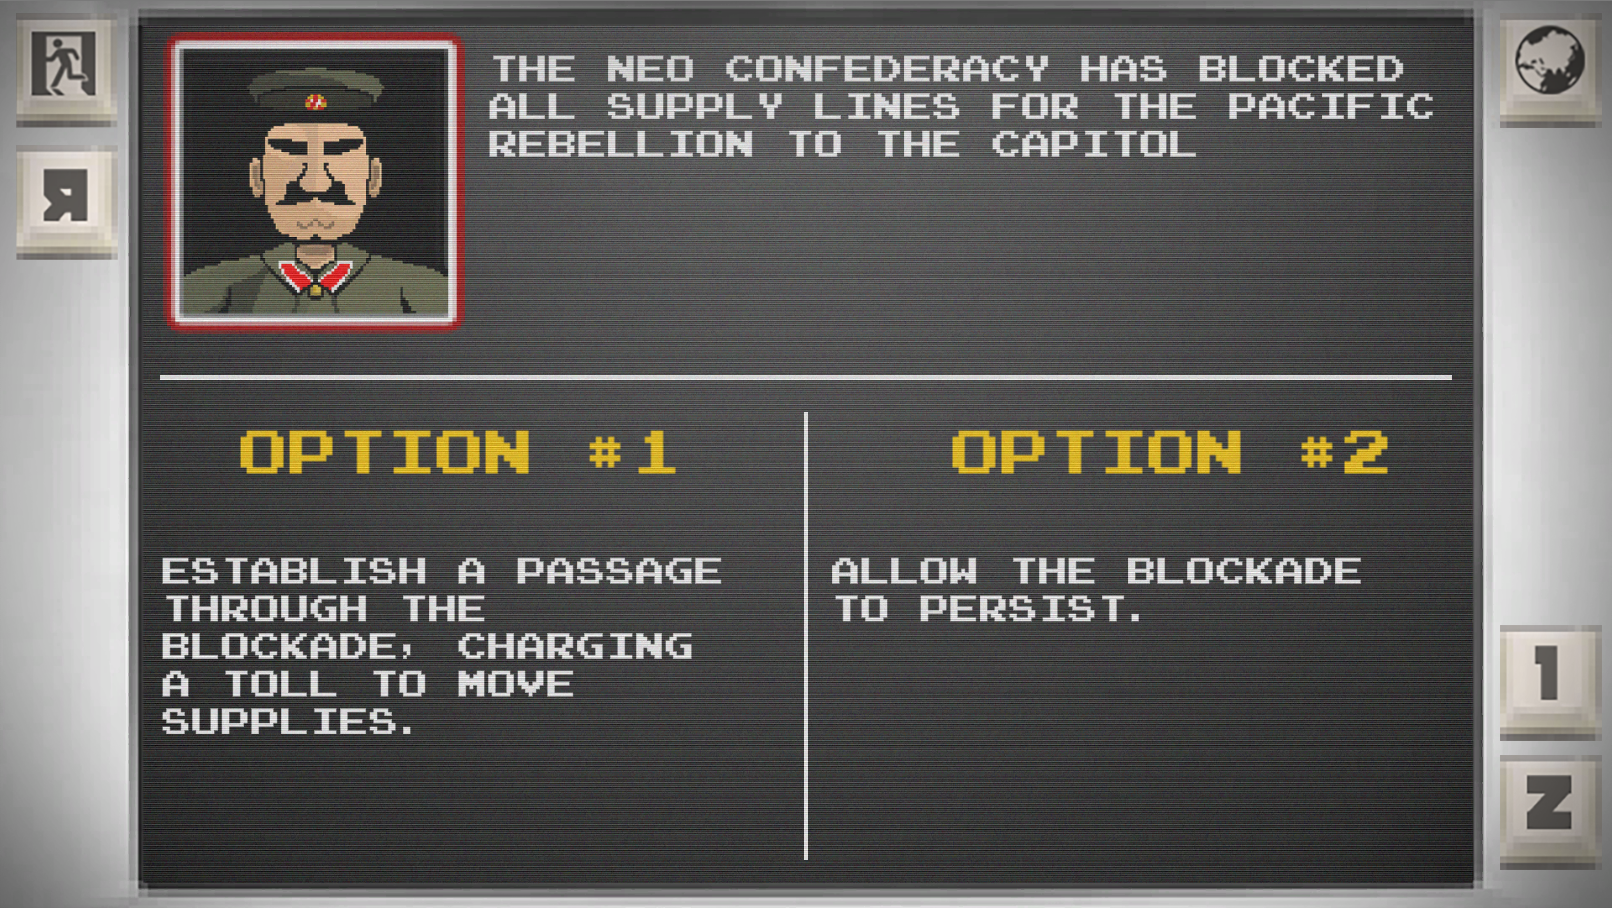 THE NEO CONFEDERACY HAS BLOCKED
ALL SUPPLY LINES FOR THE PACIFIC
REBELLION TO THE CAPITOL
OPTION #1
ESTABLISH A PASSAGE
THROUGH THE
BLOCKADE, CHARGING
A TOLL TO MOVE
SUPPLIES.
OPTION #2
ALLOW THE BLOCKADE
TO PERSIST.
Я
1
2